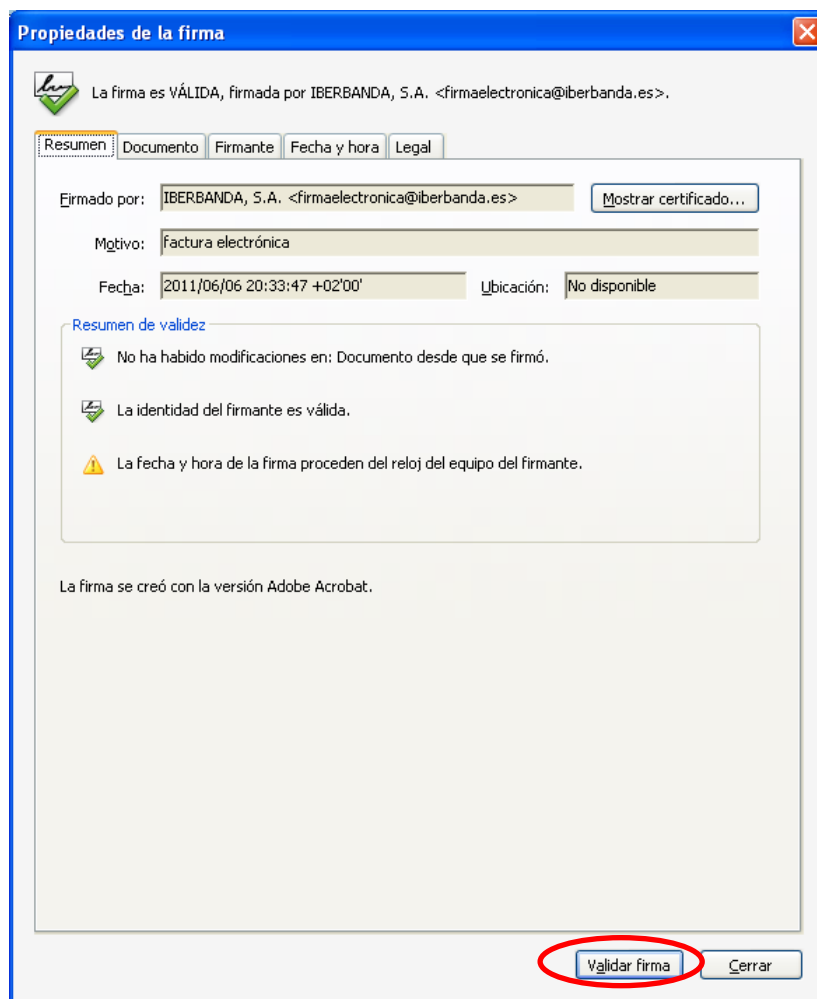 Propiedades de la firma
La firma es VÁLIDA, firmada por IBERBANDA, S.A. <firmaelectronica@iberbanda.es>.
Resumen Documento Firmante Fecha y hora Legal
Firmado por: IBERBANDA, S.A. <firmaelectronica@iberbanda.es> Mostrar certificado...
Motivo: factura electrónica
Fecha: 2011/06/06 20:33:47 +02'00' Ubicación: No disponible
Resumen de validez
No ha habido modificaciones en: Documento desde que se firmó.
La identidad del firmante es válida.
La fecha y hora de la firma proceden del reloj del equipo del firmante.
La firma se creó con la versión Adobe Acrobat.
Validar firma Cerrar